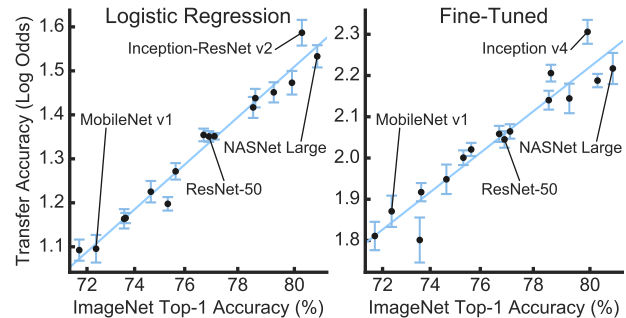 Logistic Regression
Transfer Accuracy (Log Odds)
1.6
1.5
1.4
1.3
1.2
1.1
Inception-ResNet v2
MobileNet v1
NASNet Large
ResNet-50
72 74 76 78 80
ImageNet Top-1 Accuracy (%)
Fine-Tuned
2.3
2.2
2.1
2.0
1.9
1.8
Inception v4
MobileNet v1
NASNet Large
ResNet-50
72 74 76 78 80
ImageNet Top-1 Accuracy (%)